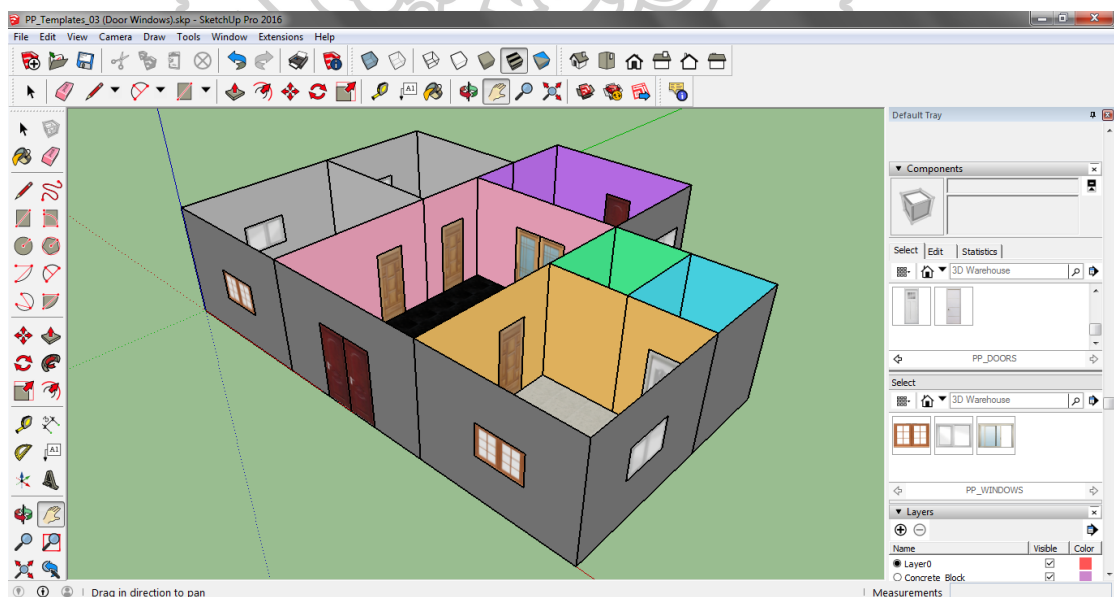 PP_Templates_03 (Door Windows).skp - SketchUp Pro 2016
File Edit View Camera Draw Tools Window Extensions Help
A1
Default Tray
Components
Select Edit Statistics
3D Warehouse
PP_DOORS
Select
3D Warehouse
PP_WINDOWS
A1
Layers
Name Visible Color
Layer0
Concrete_Block
Drag in direction to pan
Measurements